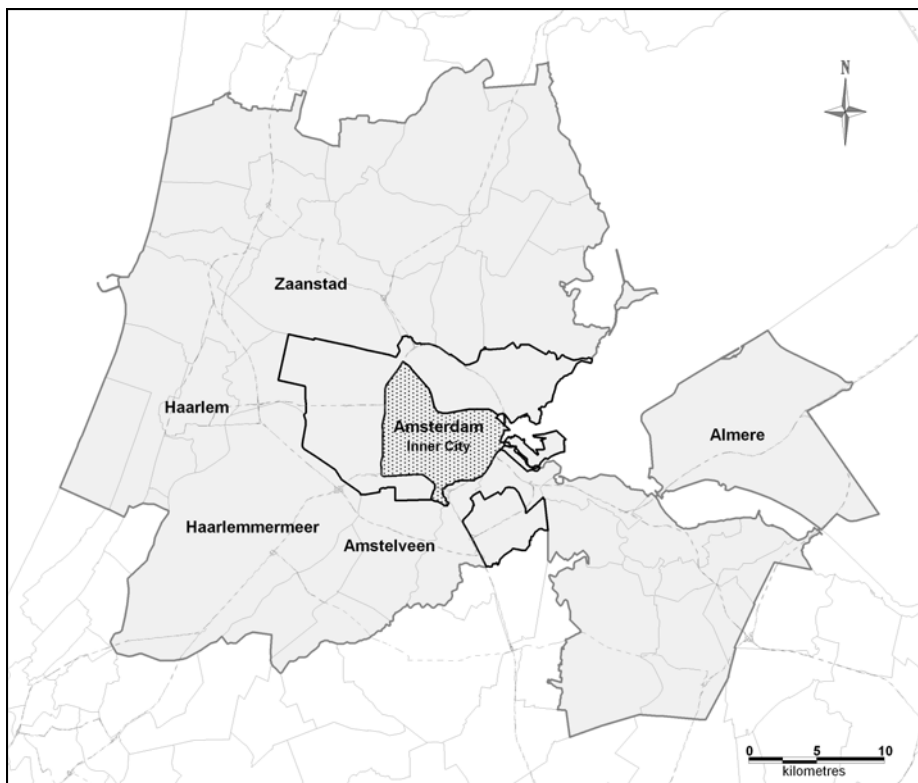 N
Zaanstad
Haarlem
Amsterdam
Inner City
Almere
Haarlemmermeer
Amstelveen
0 5 10
kilometres